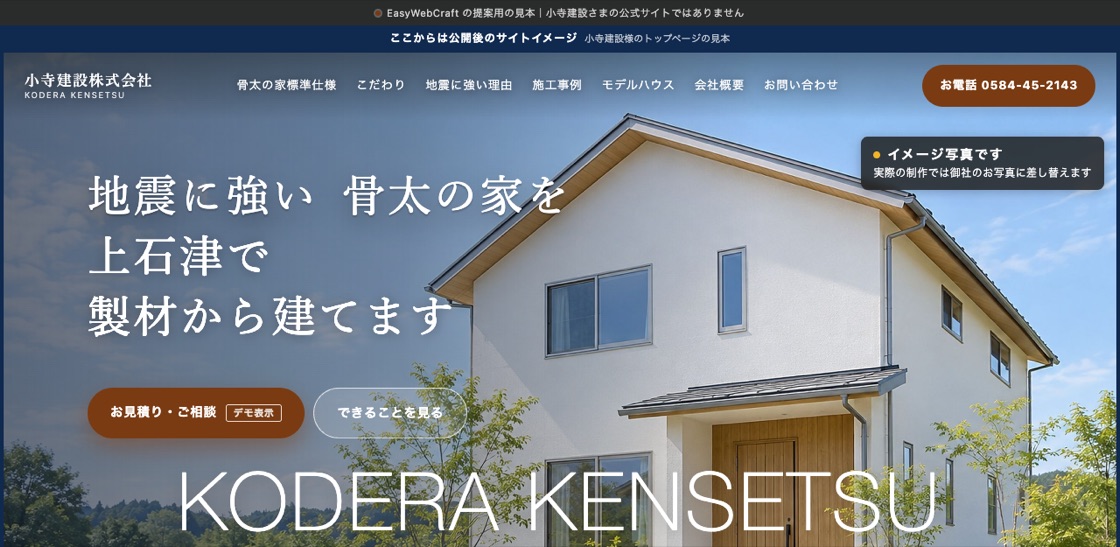 EasyWebCraft の提案用の見本｜小寺建設さまの公式サイトではありません
ここからは公開後のサイトイメージ 小寺建設様のトップページの見本
小寺建設株式会社
KODERA KENSETSU
骨太の家標準仕様 こだわり 地震に強い理由 施工事例 モデルハウス 会社概要 お問い合わせ
お電話 0584-45-2143
イメージ写真です
実際の制作では御社のお写真に差し替えます
地震に強い 骨太の家を
上石津で
製材から建てます
お見積り・ご相談 デモ表示
できることを見る
KODERA KENSETSU